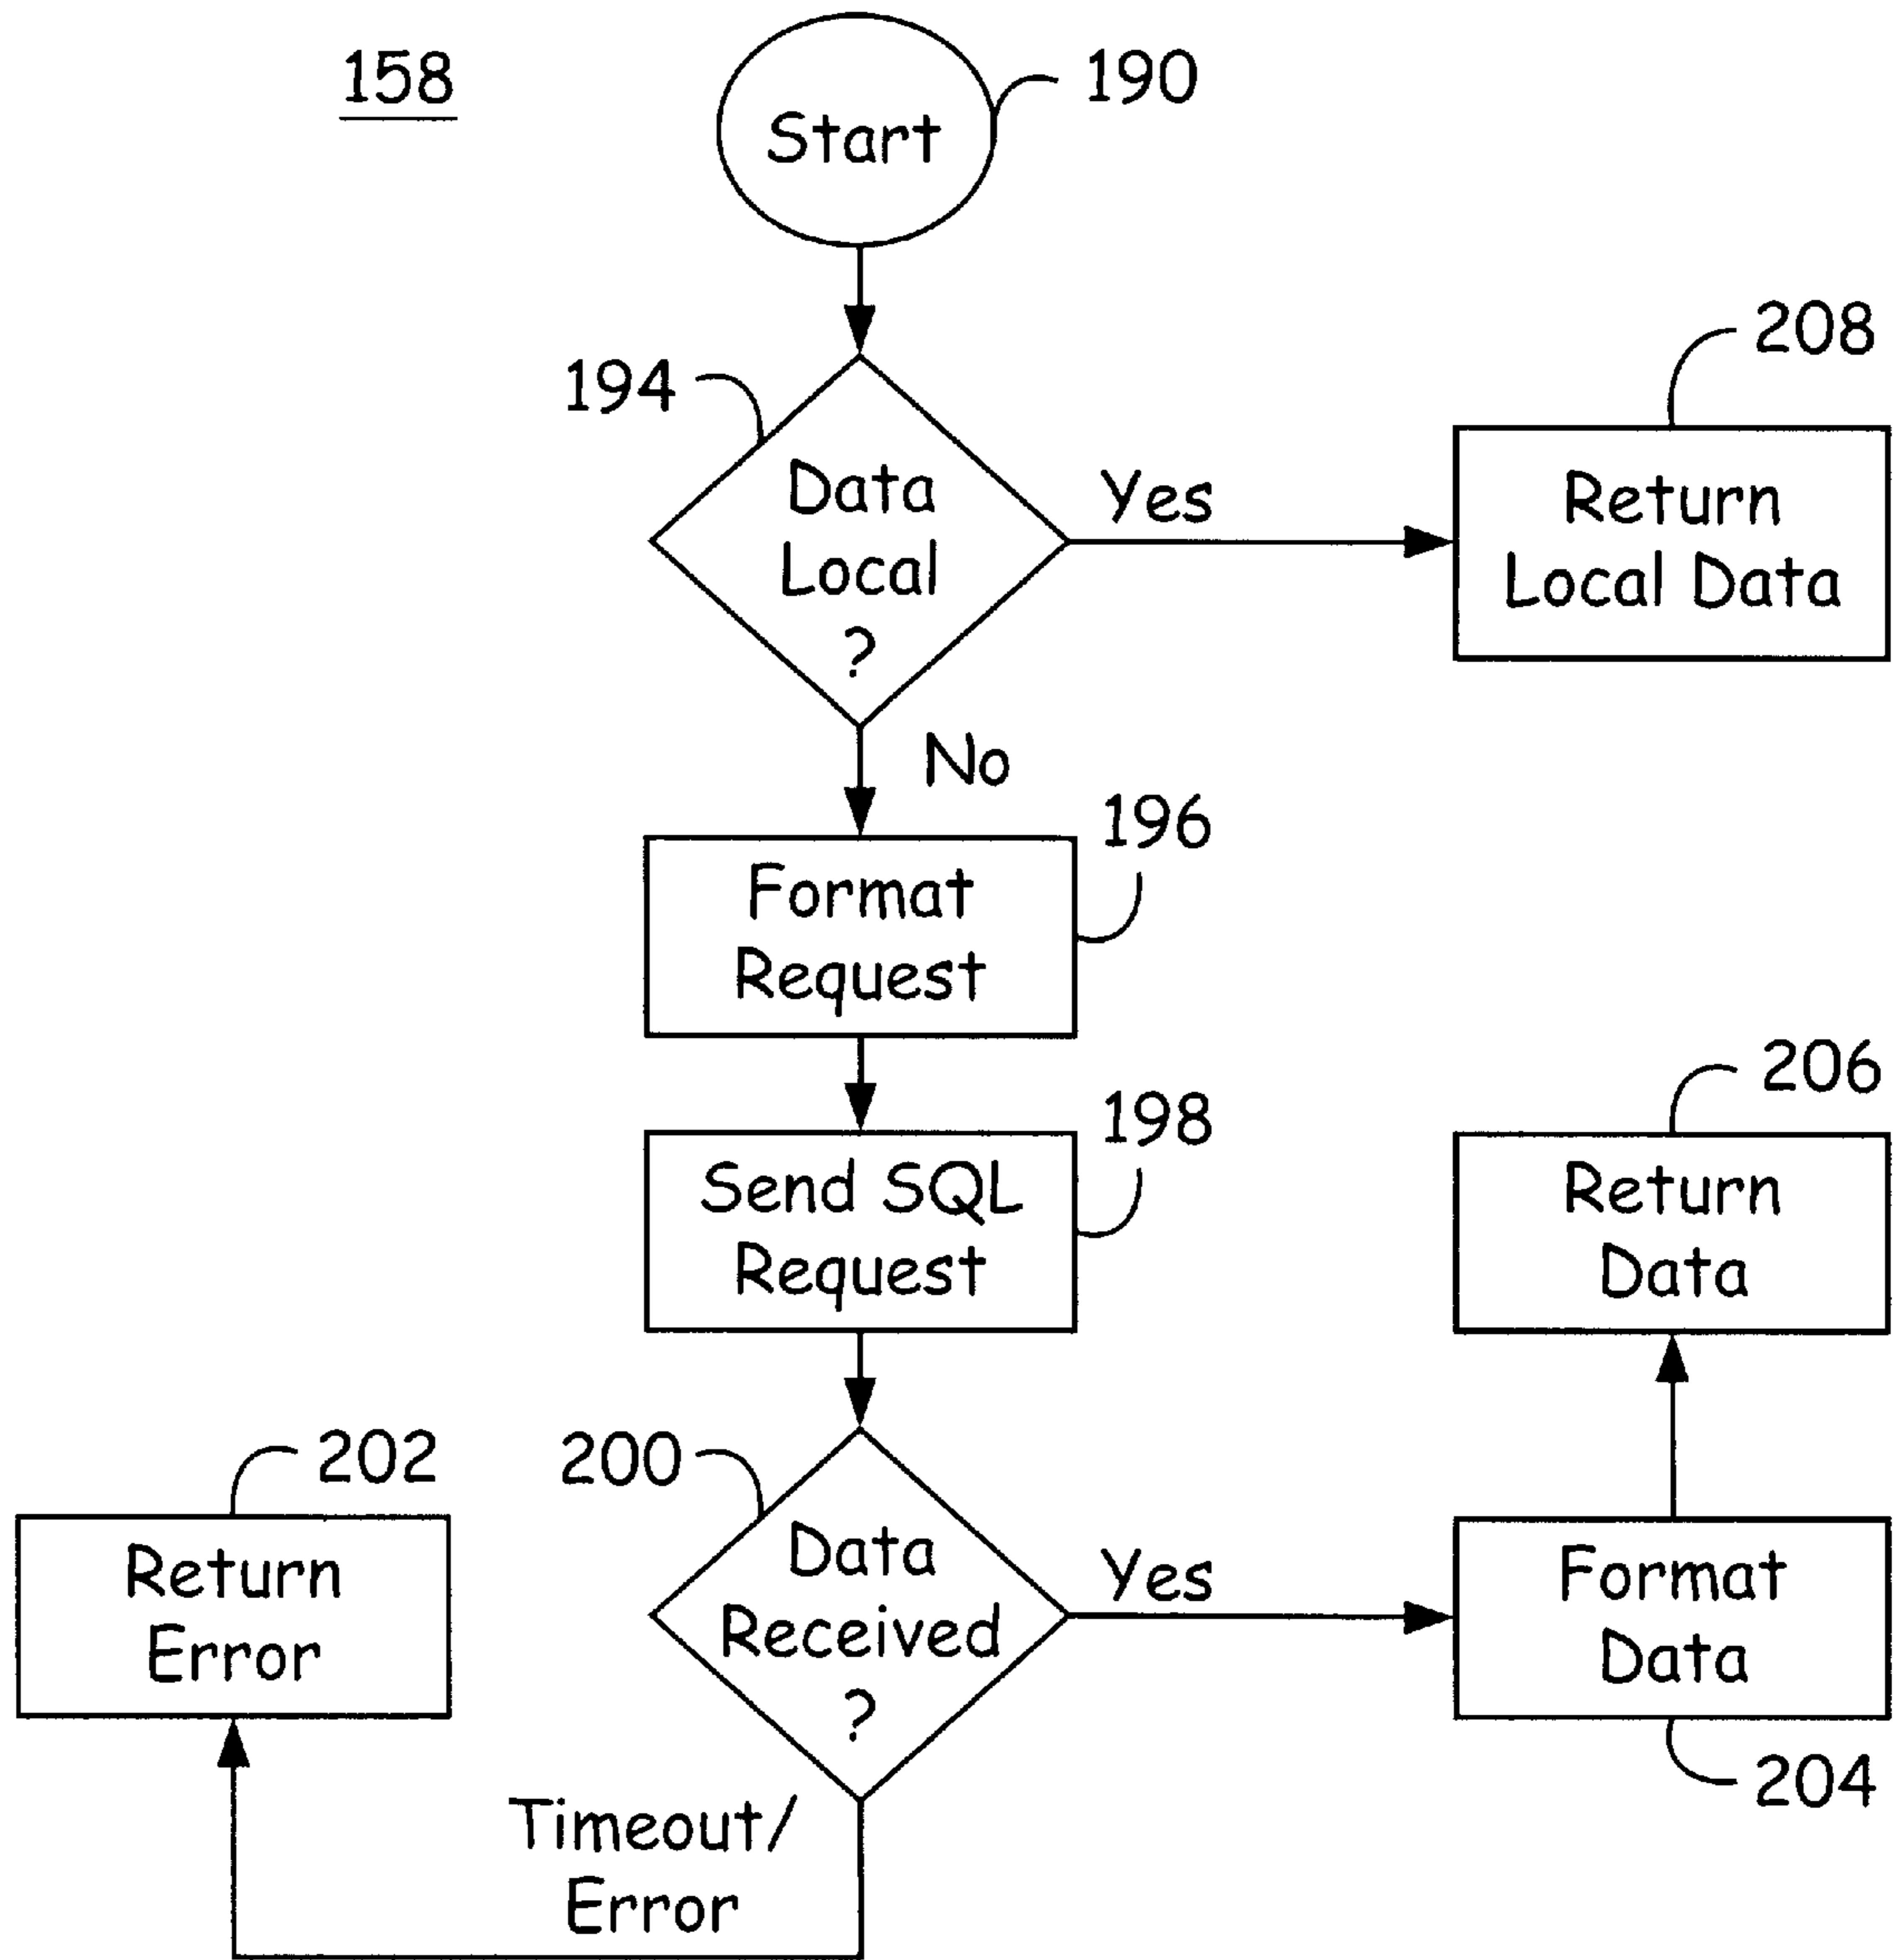 158
190
Start
194
208
Data
Local
?
Yes
Return
Local Data
No
196
Format
Request
198
Send SQL
Request
206
Return
Data
202
200
Return
Error
Data
Received
?
Yes
Format
Data
204
Timeout/
Error